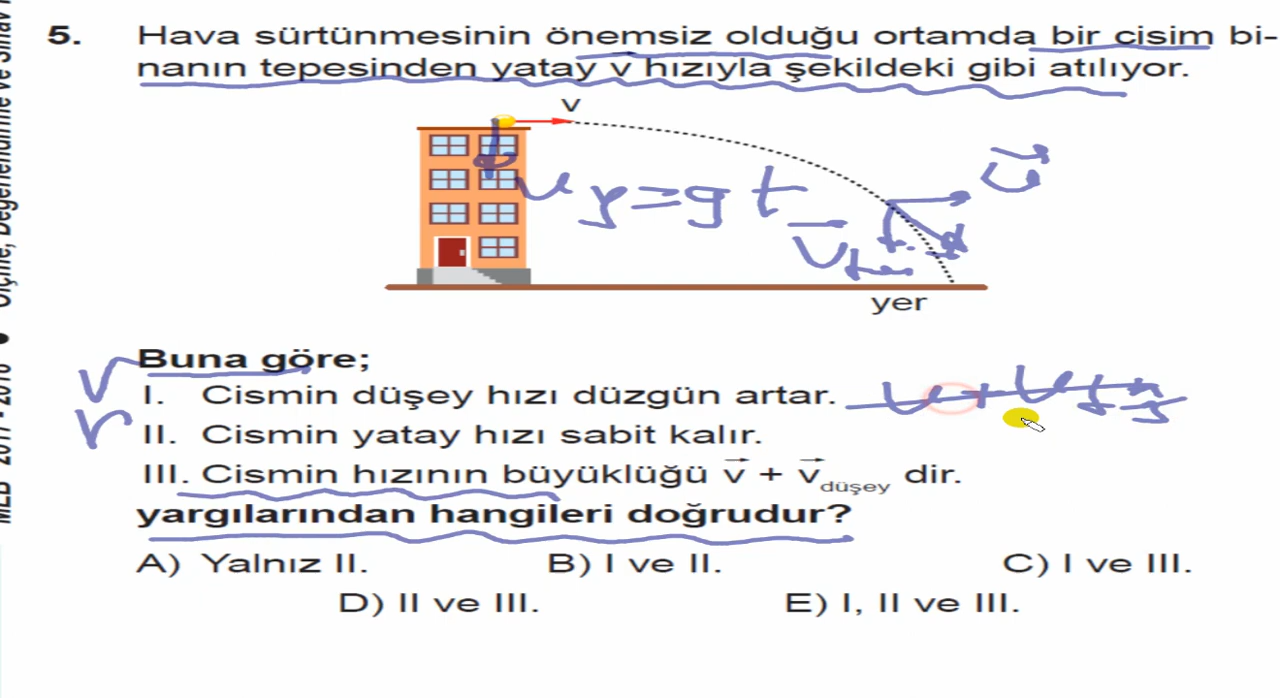 5. Hava sürtünmesinin önemsiz olduğu ortamda bir cisim bi-
nanın tepesinden yatay v hızıyla şekildeki gibi atılıyor.
v
υy = gt
yer
Buna göre;
I. Cismin düşey hızı düzgün artar.
II. Cismin yatay hızı sabit kalır.
III. Cismin hızının büyüklüğü v⃗ + v⃗düşey dir.
yargılarından hangileri doğrudur?
A) Yalnız II.
B) I ve II.
C) I ve III.
D) II ve III.
E) I, II ve III.